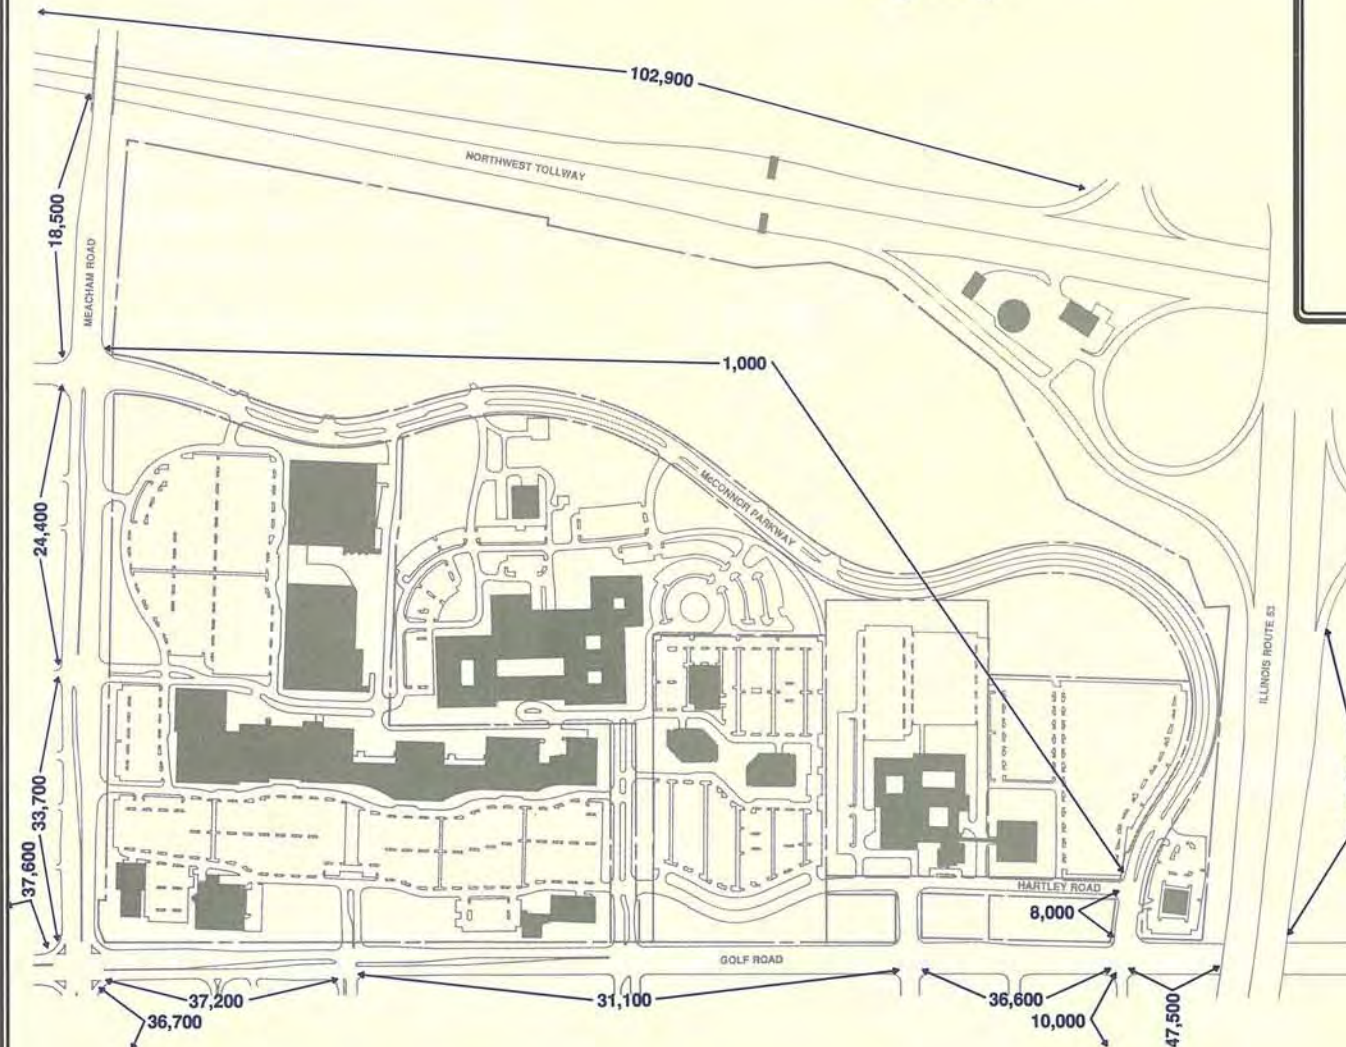 102,900
NORTHWEST TOLLWAY
18,500
MEACHAM ROAD
1,000
McCONNOR PARKWAY
24,400
ILLINOIS ROUTE 53
33,700
37,600
HARTLEY ROAD
8,000
GOLF ROAD
37,200
31,100
36,600
47,500
36,700
10,000